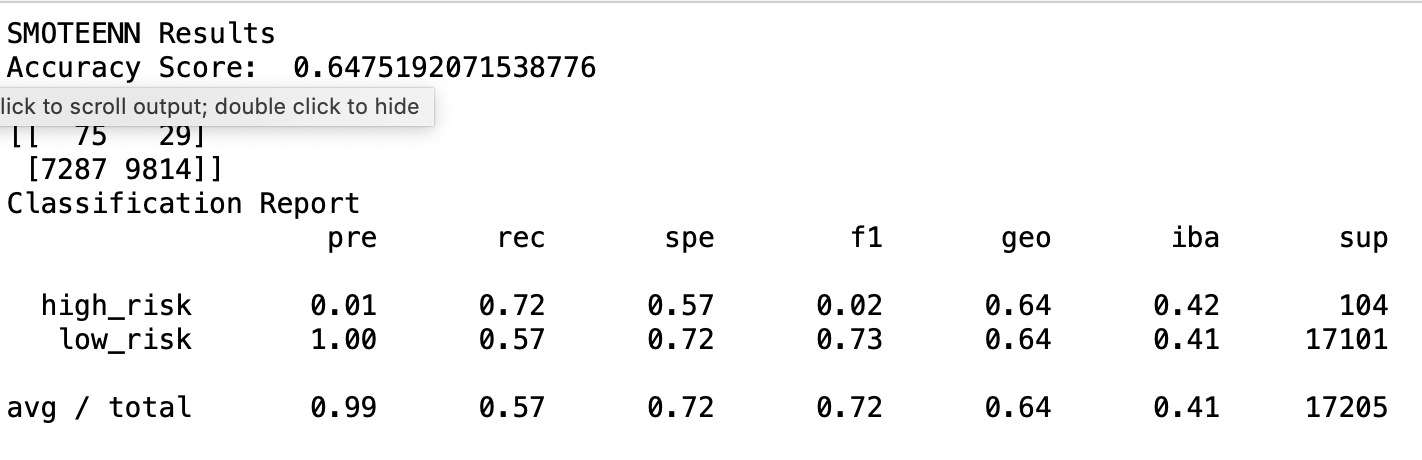 SMOTEENN Results
Accuracy Score:  0.6475192071538776
lick to scroll output; double click to hide
[[  75   29]
 [7287 9814]]
Classification Report
                   pre       rec       spe        f1       geo       iba       sup

  high_risk       0.01      0.72      0.57      0.02      0.64      0.42       104
   low_risk       1.00      0.57      0.72      0.73      0.64      0.41     17101

avg / total       0.99      0.57      0.72      0.72      0.64      0.41     17205